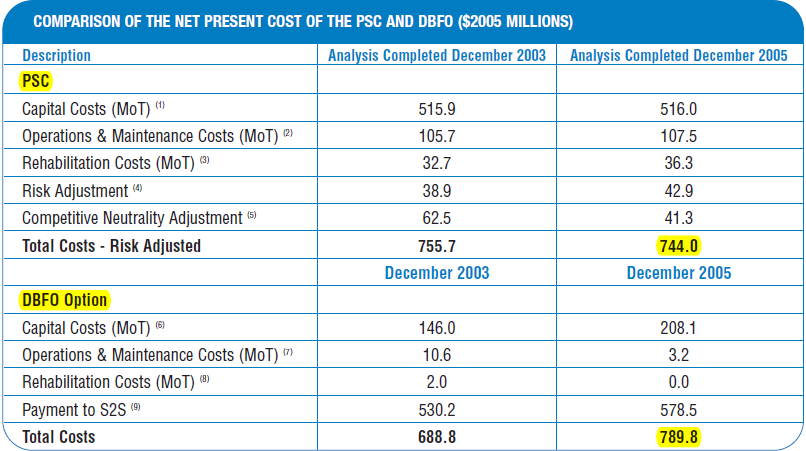 COMPARISON OF THE NET PRESENT COST OF THE PSC AND DBFO ($2005 MILLIONS)
Description Analysis Completed December 2003 Analysis Completed December 2005
PSC
Capital Costs (MoT) (1) 515.9 516.0
Operations & Maintenance Costs (MoT) (2) 105.7 107.5
Rehabilitation Costs (MoT) (3) 32.7 36.3
Risk Adjustment (4) 38.9 42.9
Competitive Neutrality Adjustment (5) 62.5 41.3
Total Costs - Risk Adjusted 755.7 744.0
December 2003 December 2005
DBFO Option
Capital Costs (MoT) (6) 146.0 208.1
Operations & Maintenance Costs (MoT) (7) 10.6 3.2
Rehabilitation Costs (MoT) (8) 2.0 0.0
Payment to S2S (9) 530.2 578.5
Total Costs 688.8 789.8